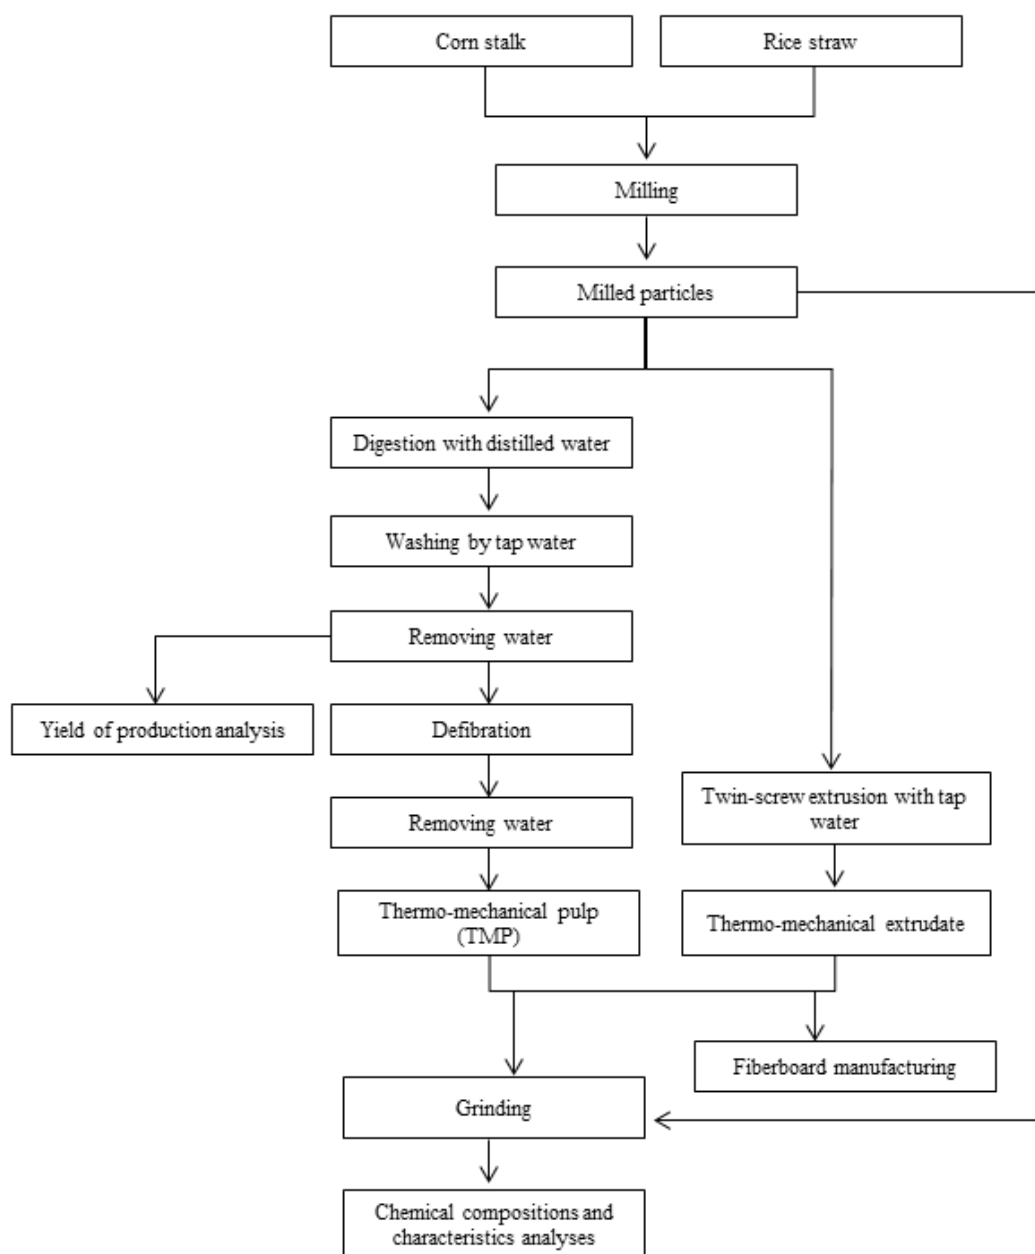 Corn stalk
Rice straw
Milling
Milled particles
Digestion with distilled water
Washing by tap water
Removing water
Yield of production analysis
Defibration
Removing water
Twin-screw extrusion with tap
water
Thermo-mechanical pulp
(TMP)
Thermo-mechanical extrudate
Fiberboard manufacturing
Grinding
Chemical compositions and
characteristics analyses